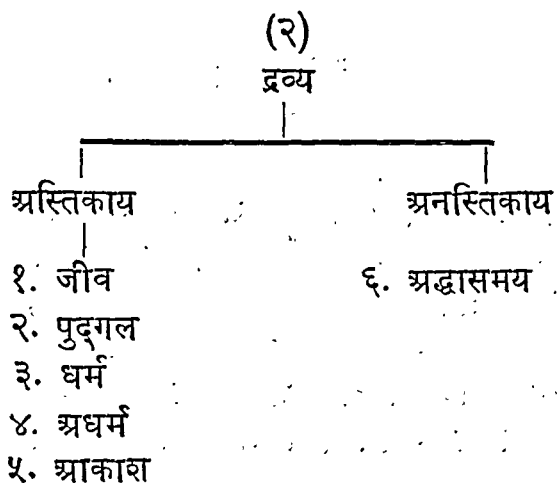 (२)
द्रव्य
अस्तिकाय अनस्तिकाय
१. जीव ६. अद्धासमय
२. पुद्गल
३. धर्म
४. अधर्म
५. आकाश